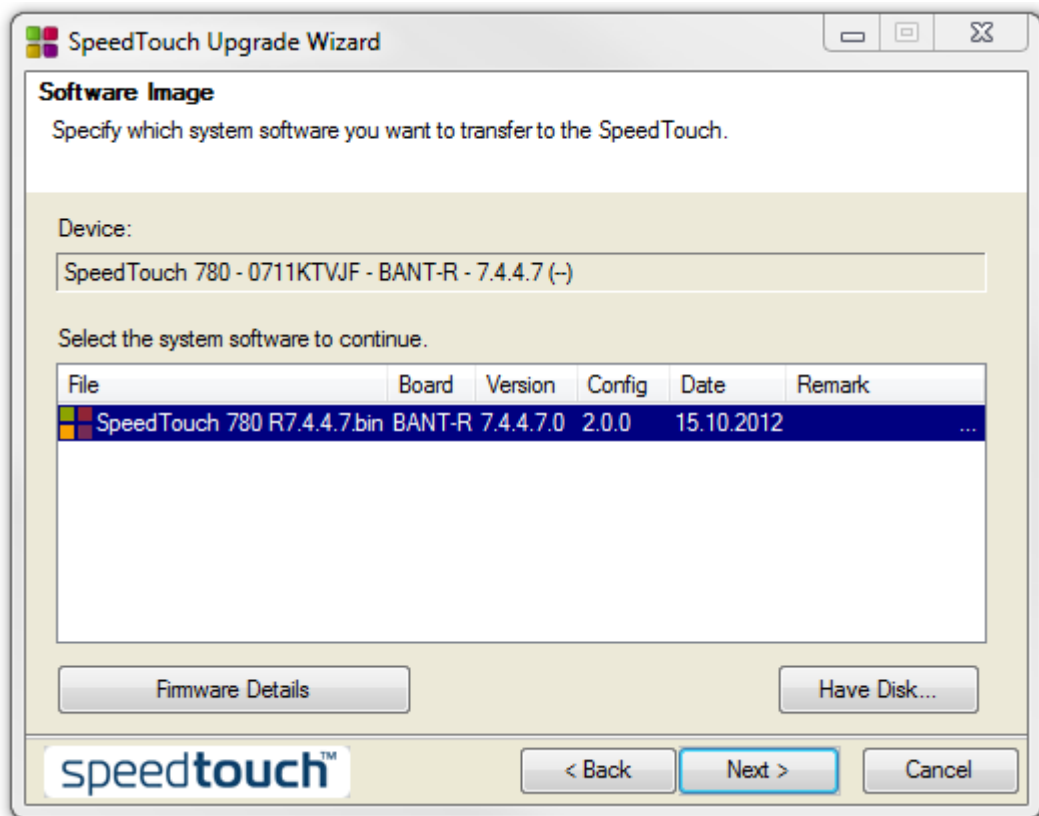 SpeedTouch Upgrade Wizard
Software Image
Specify which system software you want to transfer to the SpeedTouch.
Device:
SpeedTouch 780 - 0711KTVJF - BANT-R - 7.4.4.7 (--)
Select the system software to continue.
File Board Version Config Date Remark
SpeedTouch 780 R7.4.4.7.bin BANT-R 7.4.4.7.0 2.0.0 15.10.2012 ...
Firmware Details Have Disk...
speedtouch™ < Back Next > Cancel